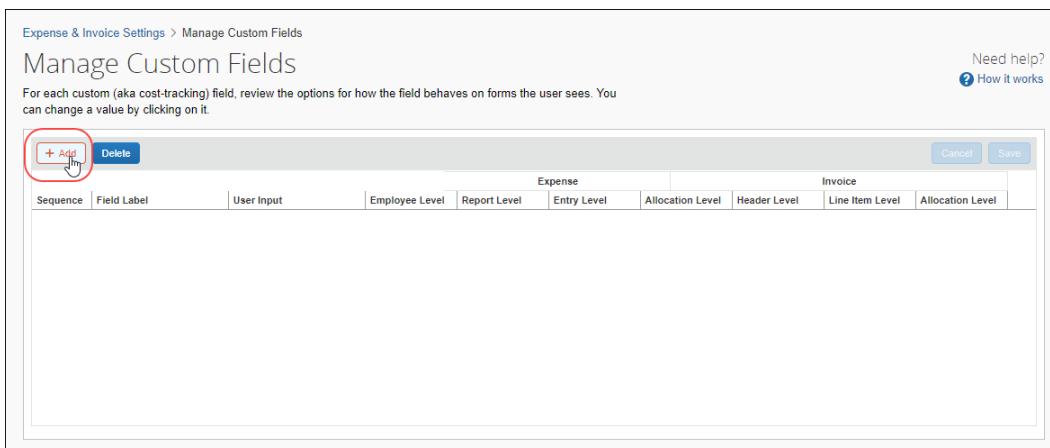 Expense & Invoice Settings > Manage Custom Fields
Manage Custom Fields
Need help?
? How it works
For each custom (aka cost-tracking) field, review the options for how the field behaves on forms the user sees. You
can change a value by clicking on it.
+ Add Delete Cancel Save
Expense Invoice
Sequence Field Label User Input Employee Level Report Level Entry Level Allocation Level Header Level Line Item Level Allocation Level